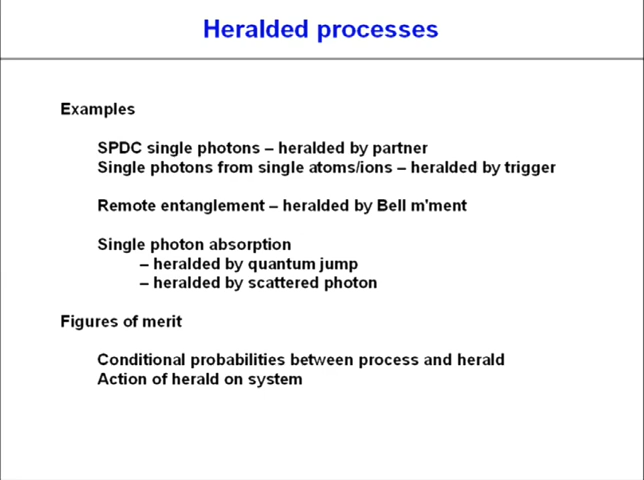 Heralded processes
Examples
SPDC single photons – heralded by partner
Single photons from single atoms/ions – heralded by trigger
Remote entanglement – heralded by Bell m'ment
Single photon absorption
– heralded by quantum jump
– heralded by scattered photon
Figures of merit
Conditional probabilities between process and herald
Action of herald on system